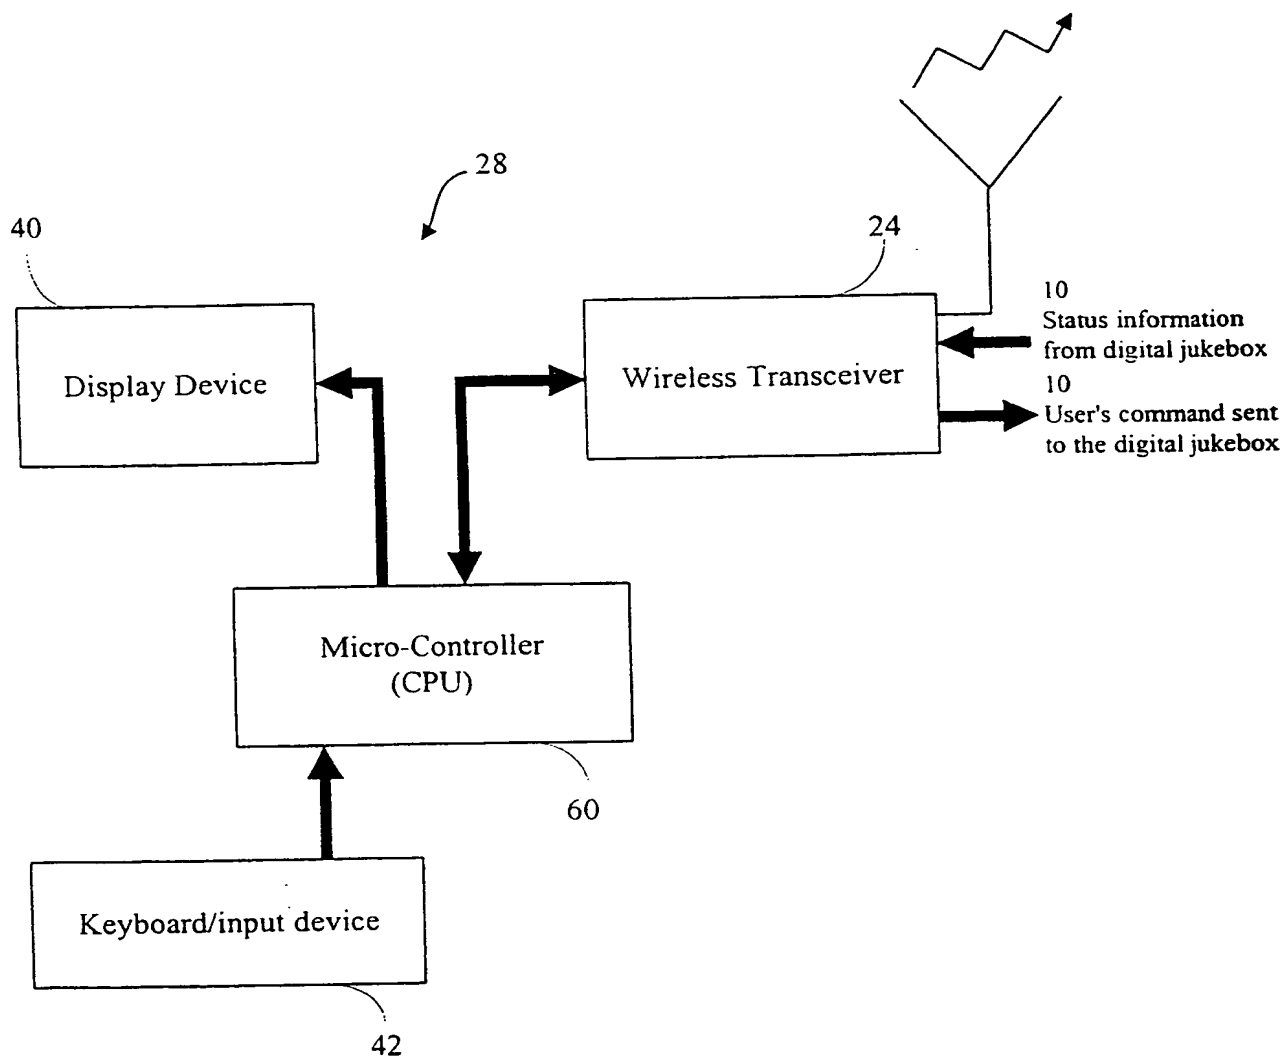 28
40
24
10
Status information
from digital jukebox
10
User's command sent
to the digital jukebox
Display Device
Wireless Transceiver
Micro-Controller
(CPU)
60
Keyboard/input device
42